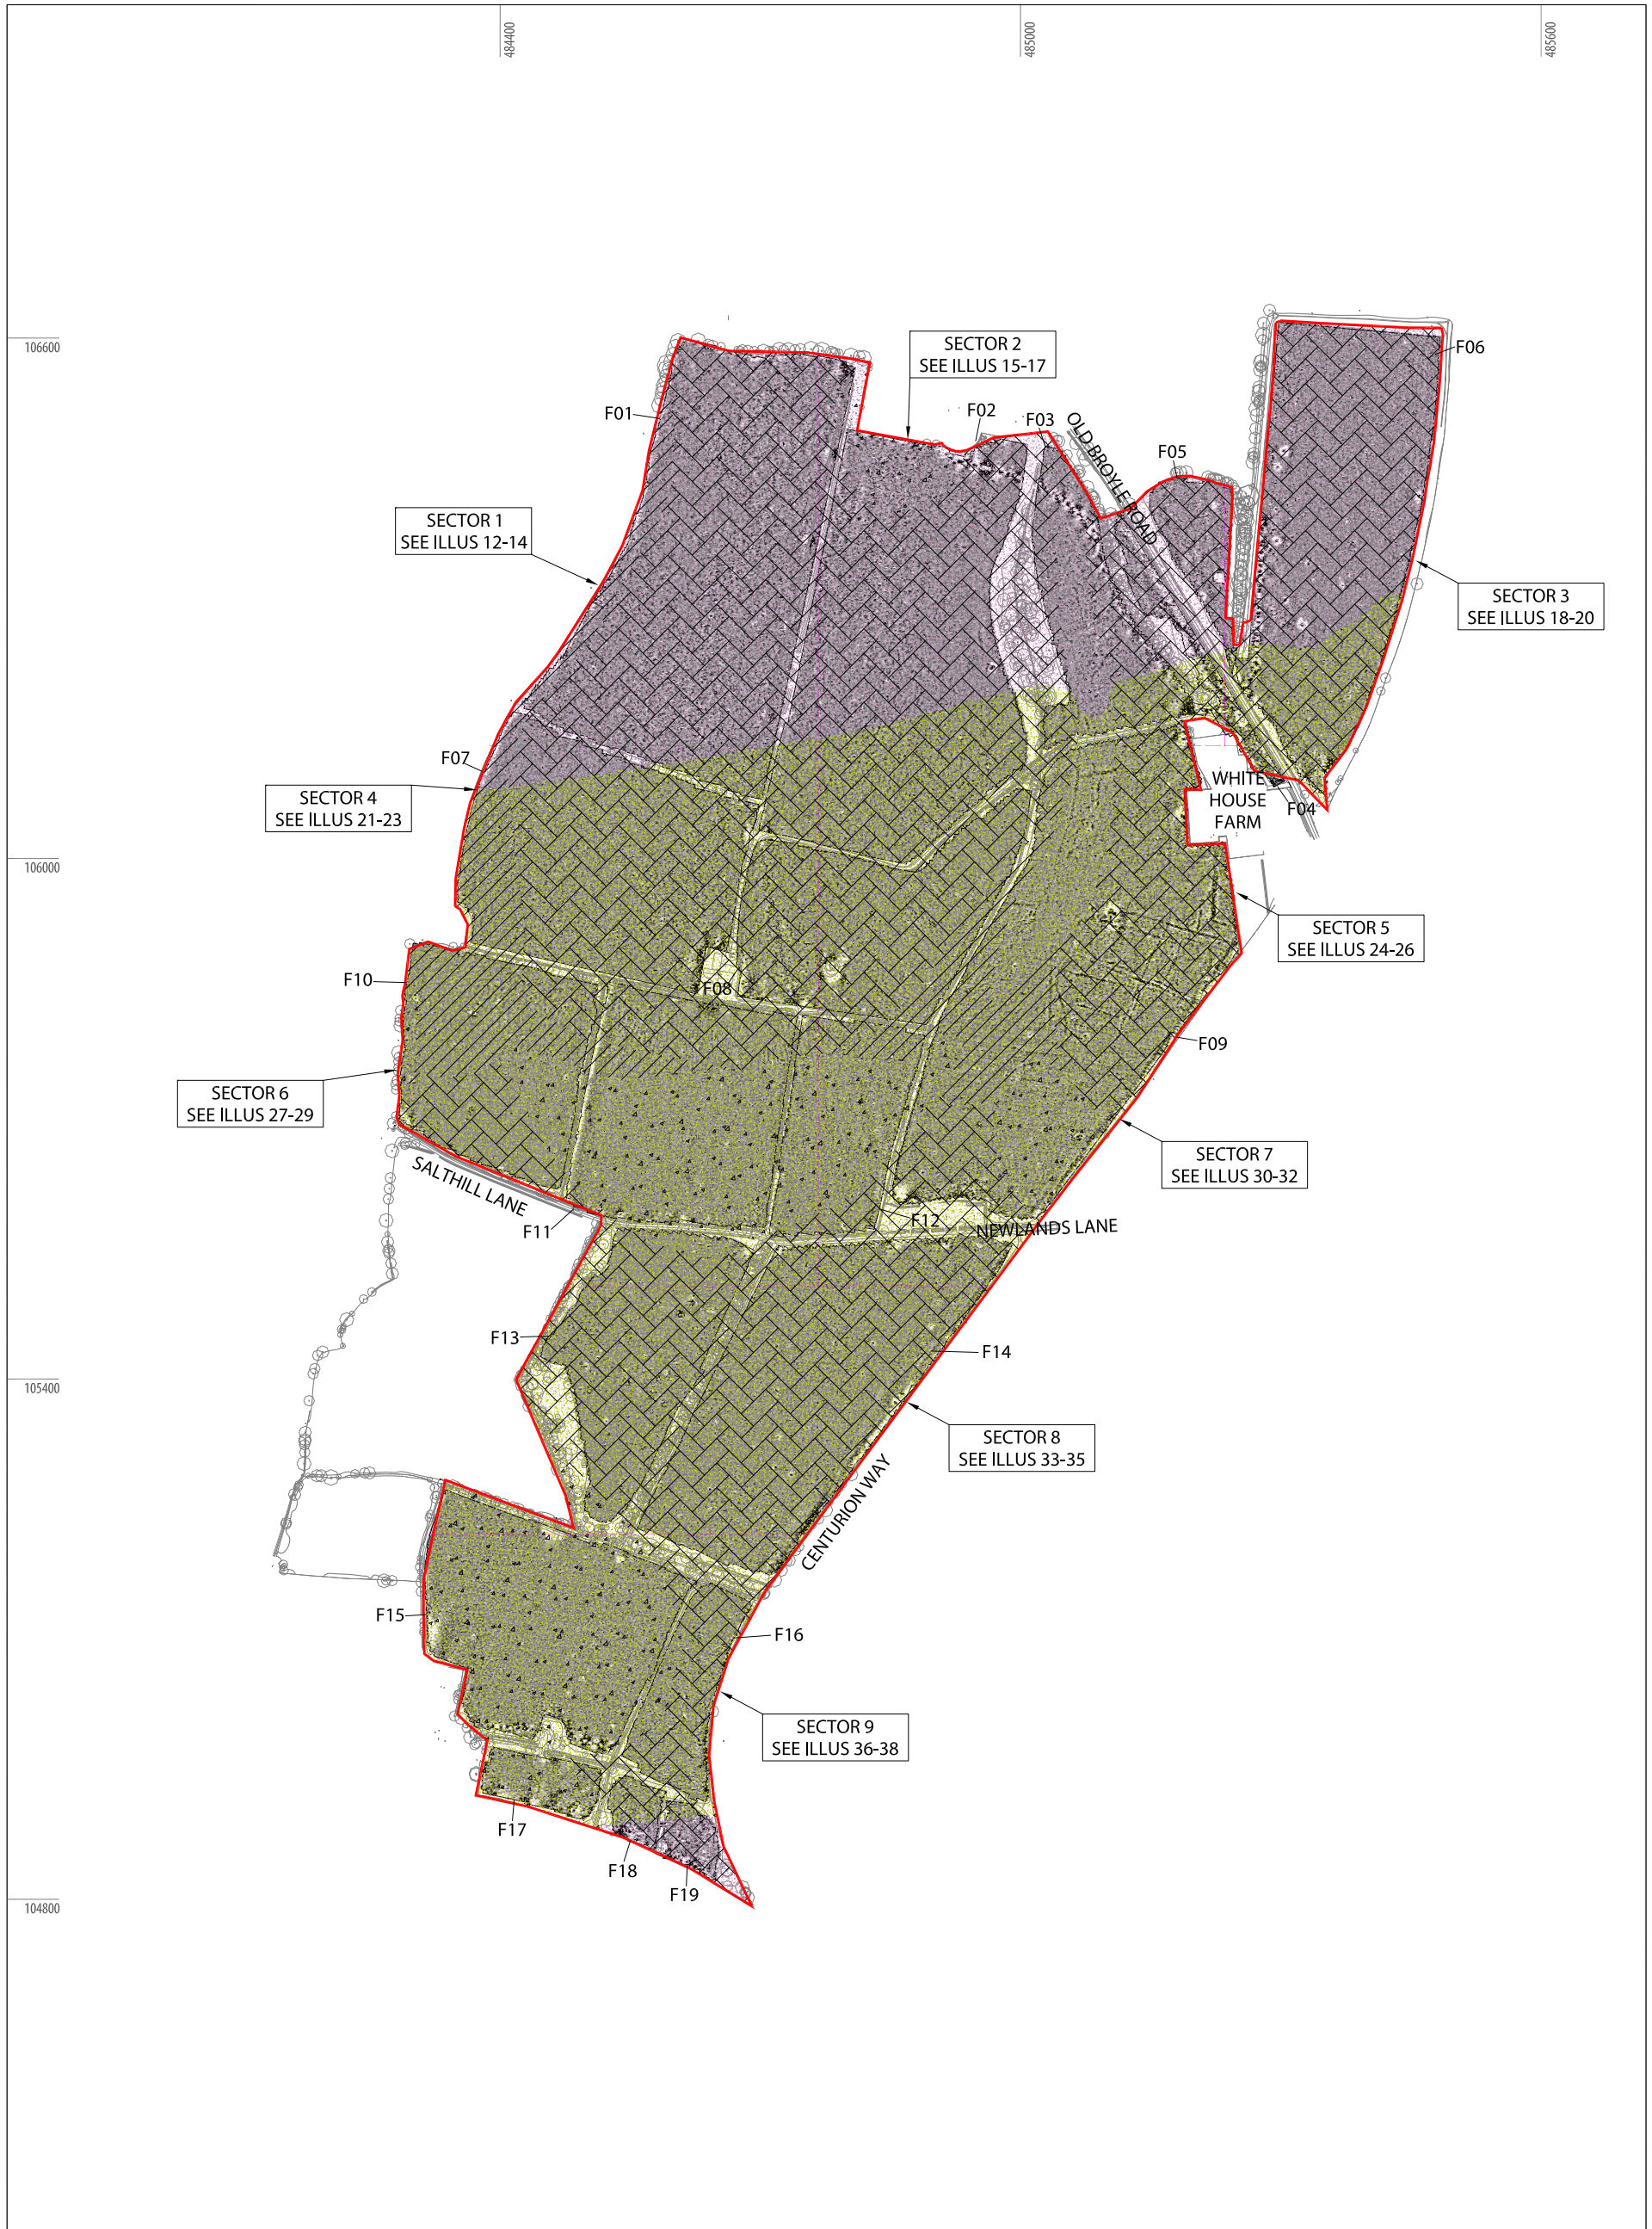 484400
485000
485600
106600
SECTOR 2
SEE ILLUS 15-17
F06
F01
F02
F03
OLD BROYLE ROAD
F05
SECTOR 1
SEE ILLUS 12-14
SECTOR 3
SEE ILLUS 18-20
F07
SECTOR 4
SEE ILLUS 21-23
WHITE
HOUSE
FARM
F04
106000
SECTOR 5
SEE ILLUS 24-26
F10
F08
F09
SECTOR 6
SEE ILLUS 27-29
SECTOR 7
SEE ILLUS 30-32
SALTHILL LANE
F11
F12
NEWLANDS LANE
F13
F14
105400
SECTOR 8
SEE ILLUS 33-35
CENTURION WAY
F15
F16
SECTOR 9
SEE ILLUS 36-38
F17
F18
F19
104800